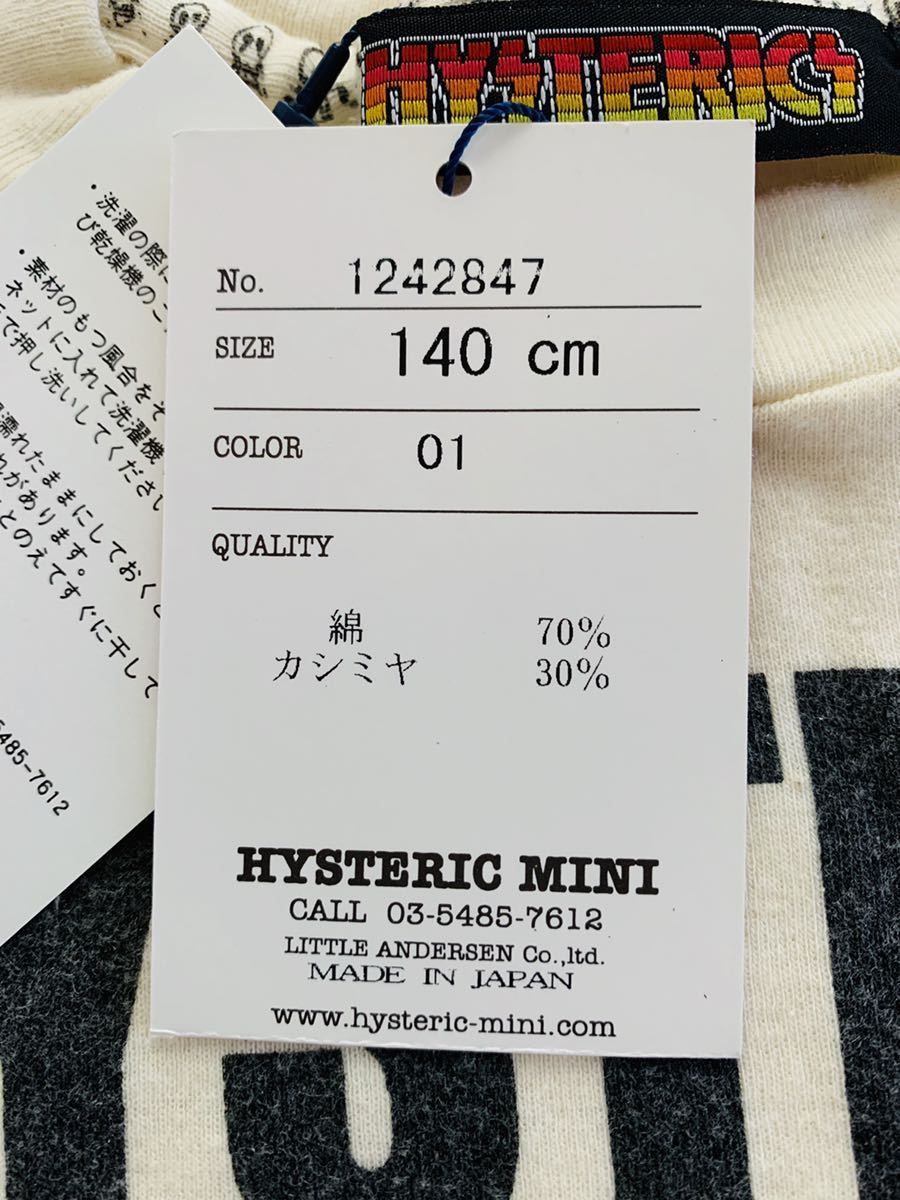 HYSTERICS
No. 1242847
SIZE 140 cm
COLOR 01
QUALITY
綿 70%
カシミヤ 30%
HYSTERIC MINI
CALL 03-5485-7612
LITTLE ANDERSEN Co.,ltd.
MADE IN JAPAN
www.hysteric-mini.com
・洗濯の際に
び乾燥機のこ
・素材のもつ風合をそ
ネットに入れて洗濯機
で押し洗いしてください
濡れたままにしておくと
れがあります。
とのえてすぐに干して
5485-7612